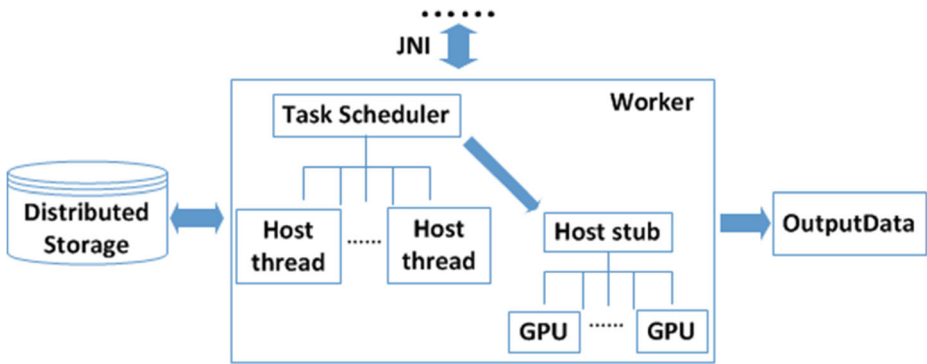 ......
JNI
Worker
Task Scheduler
Distributed
Storage
Host
thread
......
Host
thread
Host stub
GPU
......
GPU
OutputData